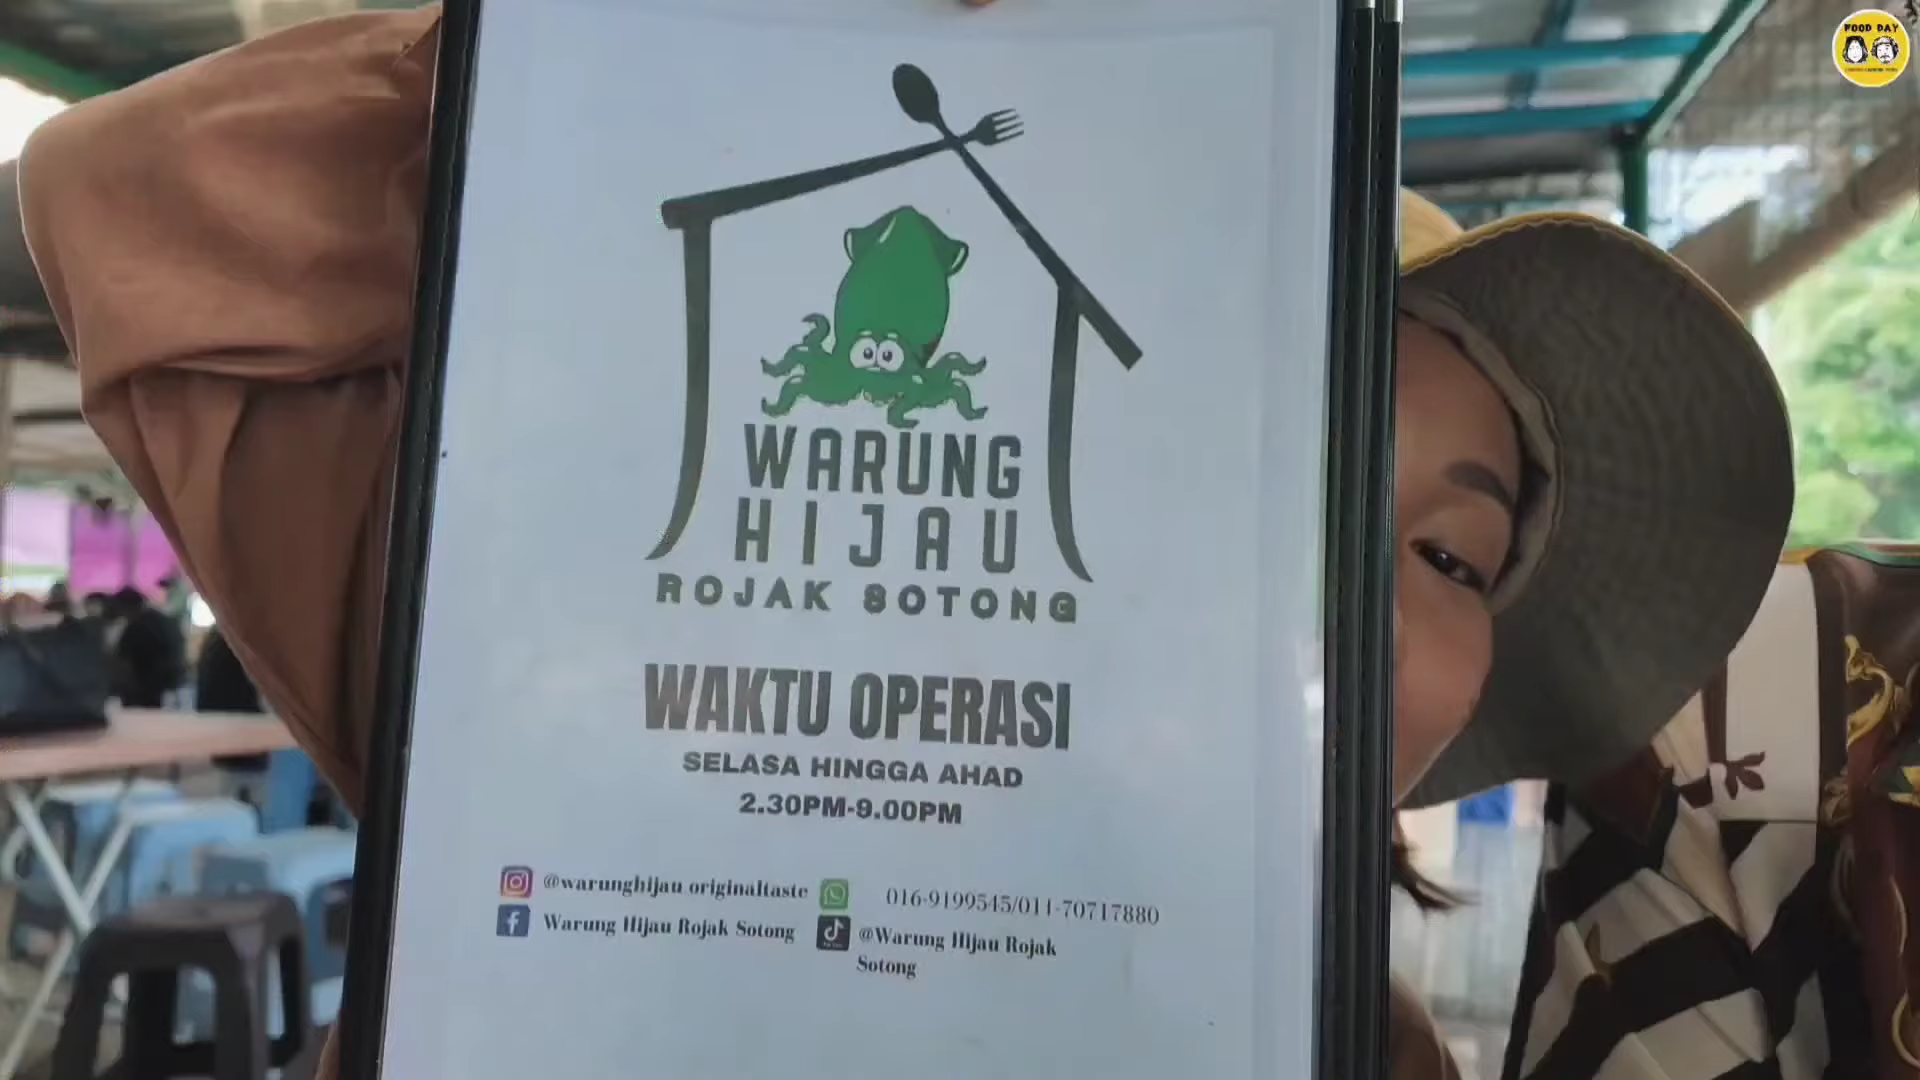 FOOD DAY
WARUNG
HIJAU
ROJAK SOTONG
WAKTU OPERASI
SELASA HINGGA AHAD
2.30PM-9.00PM
@warunghijau.originaltaste
016-9199545/011-70717880
Warung Hijau Rojak Sotong
@Warung Hijau Rojak
Sotong